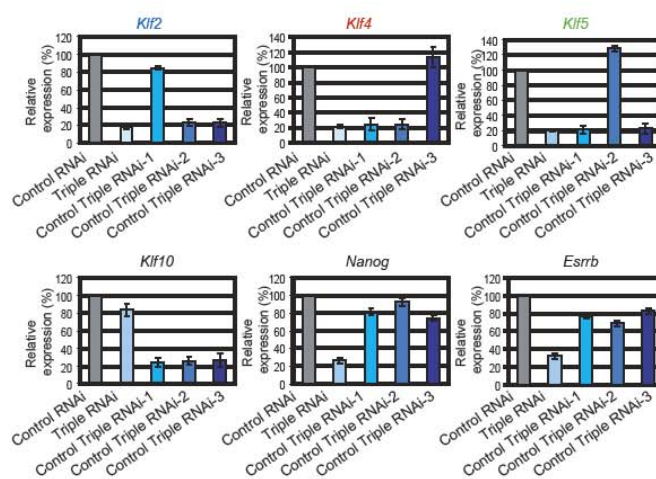 Klf2
Relative
expression (%)
120
100
80
60
40
20
0
Control RNAi
Triple RNAi
Control Triple RNAi-1
Control Triple RNAi-2
Control Triple RNAi-3
Klf4
Relative
expression (%)
140
120
100
80
60
40
20
0
Control RNAi
Triple RNAi
Control Triple RNAi-1
Control Triple RNAi-2
Control Triple RNAi-3
Klf5
Relative
expression (%)
140
120
100
80
60
40
20
0
Control RNAi
Triple RNAi
Control Triple RNAi-1
Control Triple RNAi-2
Control Triple RNAi-3
Klf10
Relative
expression (%)
120
100
80
60
40
20
0
Control RNAi
Triple RNAi
Control Triple RNAi-1
Control Triple RNAi-2
Control Triple RNAi-3
Nanog
Relative
expression (%)
120
100
80
60
40
20
0
Control RNAi
Triple RNAi
Control Triple RNAi-1
Control Triple RNAi-2
Control Triple RNAi-3
Esrrb
Relative
expression (%)
120
100
80
60
40
20
0
Control RNAi
Triple RNAi
Control Triple RNAi-1
Control Triple RNAi-2
Control Triple RNAi-3